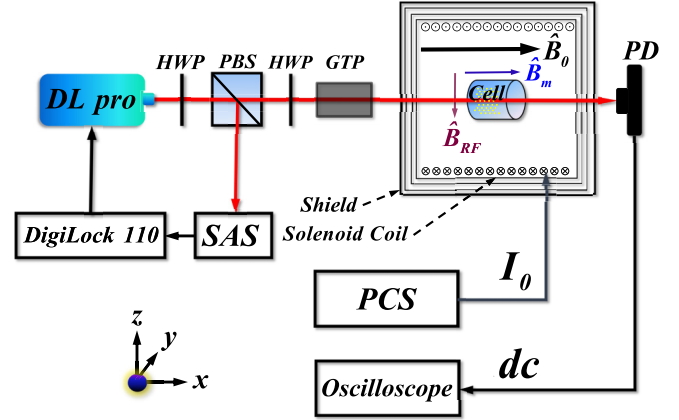 HWP PBS HWP GTP
DL pro
B̂0
B̂m
Cell
B̂RF
PD
Shield
Solenoid Coil
DigiLock 110
SAS
I0
PCS
dc
Oscilloscope
z
y
x